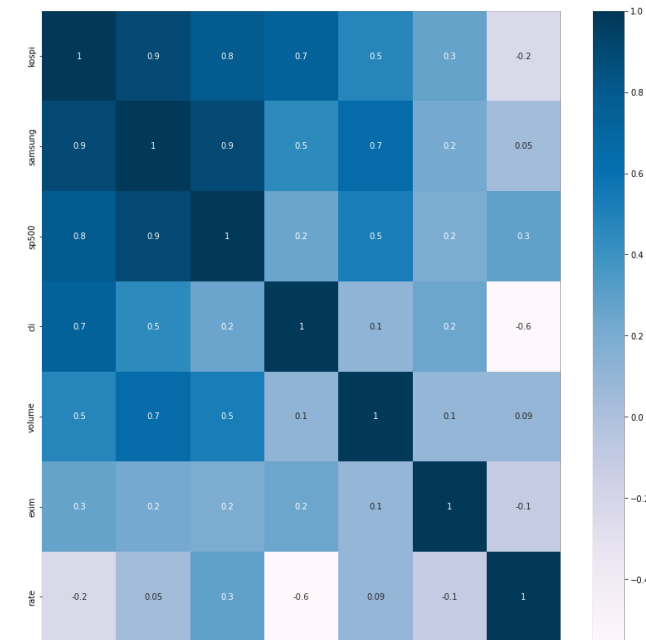 kospi 1 0.9 0.8 0.7 0.5 0.3 -0.2
samsung 0.9 1 0.9 0.5 0.7 0.2 0.05
sp500 0.8 0.9 1 0.2 0.5 0.2 0.3
cli 0.7 0.5 0.2 1 0.1 0.2 -0.6
volume 0.5 0.7 0.5 0.1 1 0.1 0.09
exim 0.3 0.2 0.2 0.2 0.1 1 -0.1
rate -0.2 0.05 0.3 -0.6 0.09 -0.1 1
1.0
0.8
0.6
0.4
0.2
0.0
-0.2
-0.4